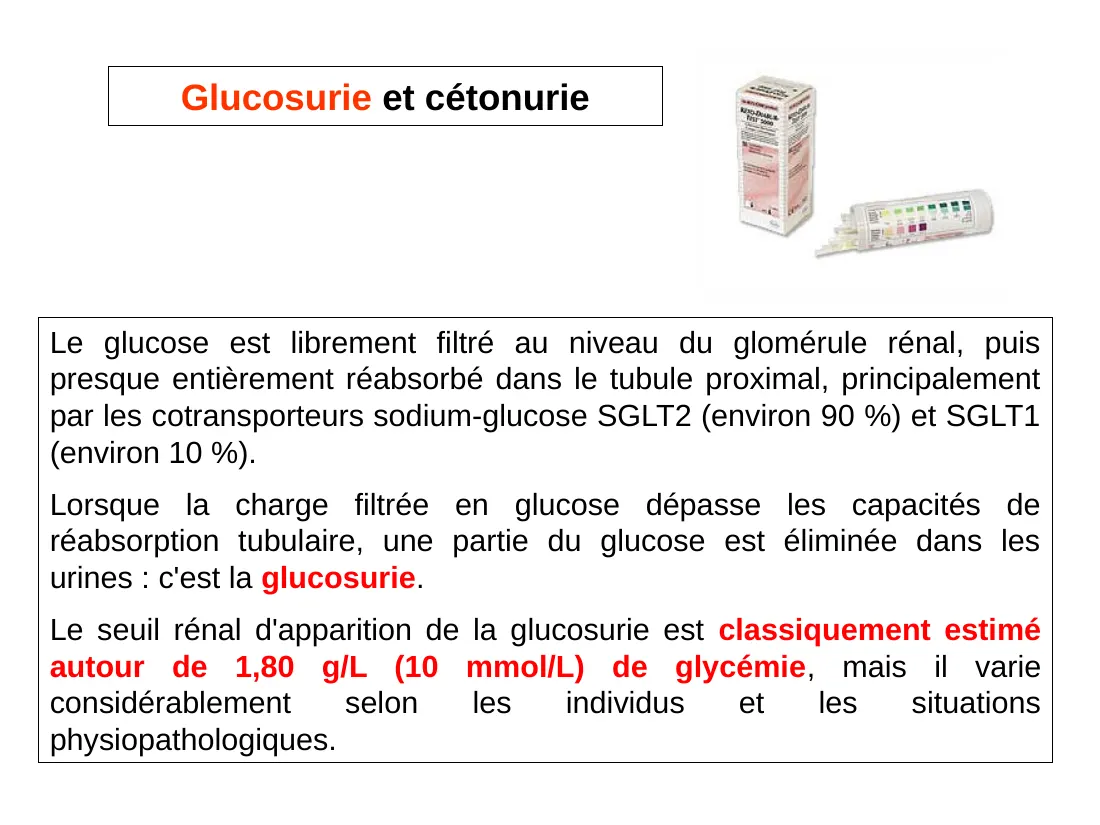 Glucosurie et cétonurie
KETO-DIABUR-
TEST 5000
Le glucose est librement filtré au niveau du glomérule rénal, puis
presque entièrement réabsorbé dans le tubule proximal, principalement
par les cotransporteurs sodium-glucose SGLT2 (environ 90 %) et SGLT1
(environ 10 %).
Lorsque la charge filtrée en glucose dépasse les capacités de
réabsorption tubulaire, une partie du glucose est éliminée dans les
urines : c'est la glucosurie.
Le seuil rénal d'apparition de la glucosurie est classiquement estimé
autour de 1,80 g/L (10 mmol/L) de glycémie, mais il varie
considérablement selon les individus et les situations
physiopathologiques.